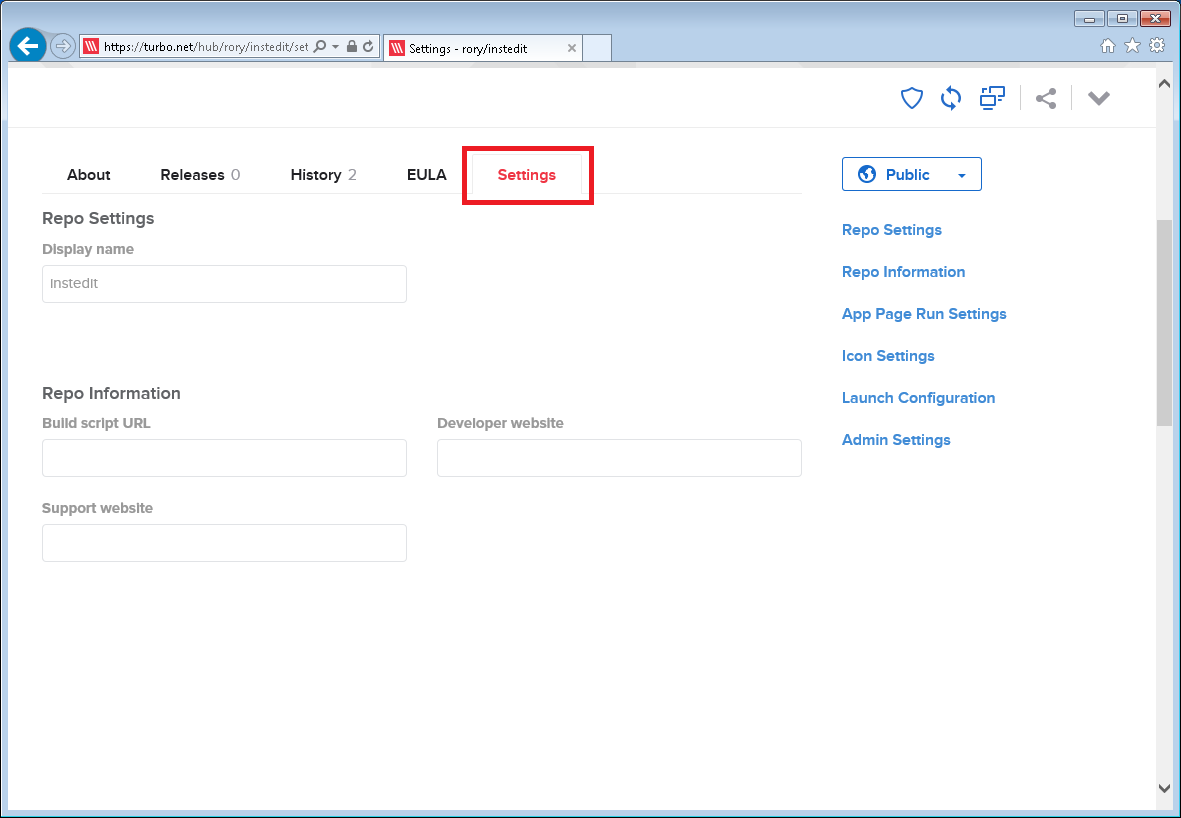 https://turbo.net/hub/rory/instedit/set
Settings - rory/instedit
About
Releases 0
History 2
EULA
Settings
Public
Repo Settings
Display name
instedit
Repo Information
Build script URL
Developer website
Support website
Repo Settings
Repo Information
App Page Run Settings
Icon Settings
Launch Configuration
Admin Settings